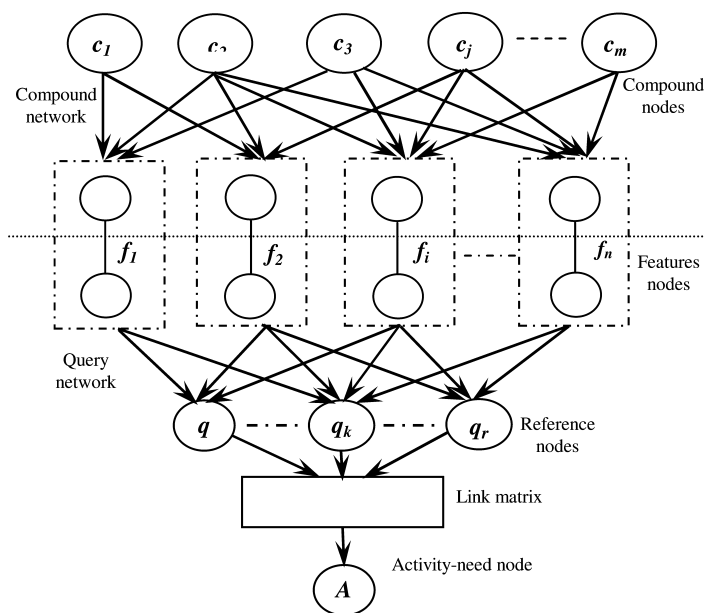 c1 c2 c3 cj cm
Compound
network
Compound
nodes
f1 f2 fi fn
Features
nodes
Query
network
q qk qr
Reference
nodes
Link matrix
Activity-need node
A